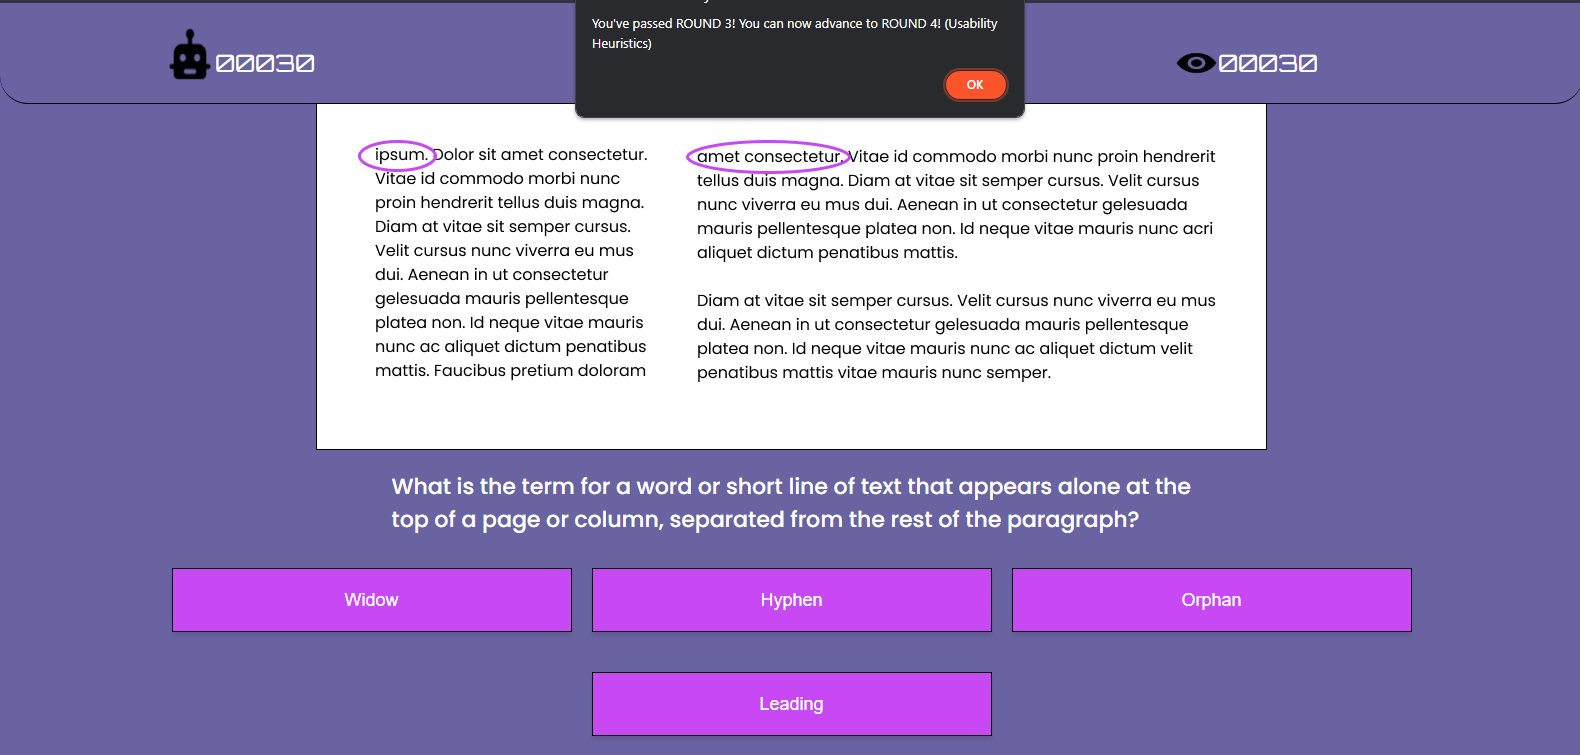 You've passed ROUND 3! You can now advance to ROUND 4! (Usability
Heuristics)
OK
00030
00030
ipsum. Dolor sit amet consectetur.
Vitae id commodo morbi nunc
proin hendrerit tellus duis magna.
Diam at vitae sit semper cursus.
Velit cursus nunc viverra eu mus
dui. Aenean in ut consectetur
gelesuada mauris pellentesque
platea non. Id neque vitae mauris
nunc ac aliquet dictum penatibus
mattis. Faucibus pretium doloram
amet consectetur. Vitae id commodo morbi nunc proin hendrerit
tellus duis magna. Diam at vitae sit semper cursus. Velit cursus
nunc viverra eu mus dui. Aenean in ut consectetur gelesuada
mauris pellentesque platea non. Id neque vitae mauris nunc acri
aliquet dictum penatibus mattis.
Diam at vitae sit semper cursus. Velit cursus nunc viverra eu mus
dui. Aenean in ut consectetur gelesuada mauris pellentesque
platea non. Id neque vitae mauris nunc ac aliquet dictum velit
penatibus mattis vitae mauris nunc semper.
What is the term for a word or short line of text that appears alone at the
top of a page or column, separated from the rest of the paragraph?
Widow
Hyphen
Orphan
Leading